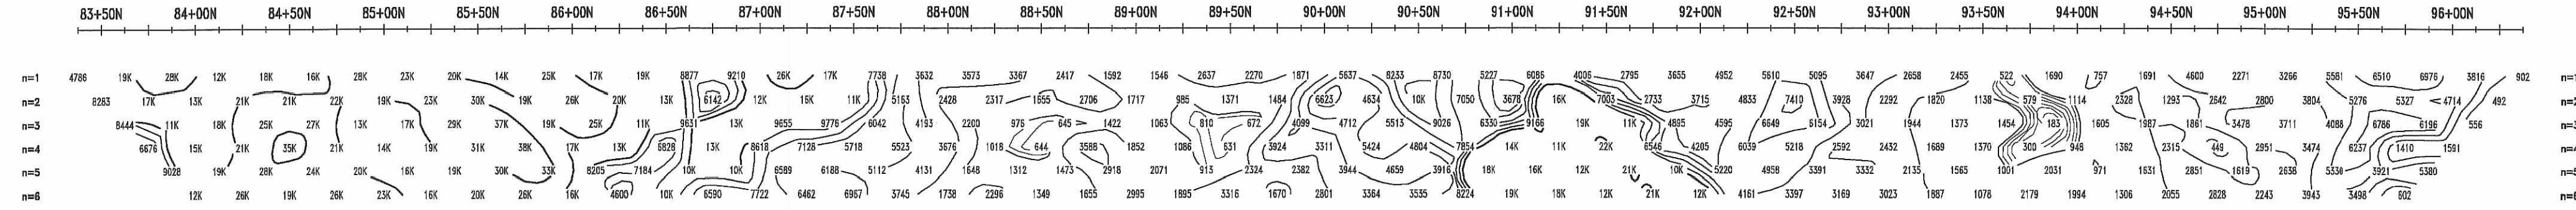 83+50N 84+00N 84+50N 85+00N 85+50N 86+00N 86+50N 87+00N 87+50N 88+00N 88+50N 89+00N 89+50N 90+00N 90+50N 91+00N 91+50N 92+00N 92+50N 93+00N 93+50N 94+00N 94+50N 95+00N 95+50N 96+00N
n=1 4786 19K 28K 12K 18K 16K 28K 23K 20K 14K 25K 17K 19K 8877 9210 26K 17K 7738 3632 3573 3367 2417 1592 1546 2637 2270 1871 5637 8233 8730 5227 6086 4006 2795 3655 4952 5610 5095 3647 2658 2455 522 1690 757 1691 4600 2271 3266 5581 6510 6976 3816 902 n=1
n=2 8283 17K 13K 21K 21K 22K 19K 23K 30K 19K 26K 20K 13K 6142 12K 15K 11K 5163 2428 2317 1655 2706 1717 985 1371 1484 6623 4634 10K 7050 3678 16K 7003 2733 3715 4833 7410 3928 2292 1820 1138 579 1114 2328 1293 2642 2800 3804 5276 5327 4714 492 n=2
n=3 8444 11K 18K 25K 27K 13K 17K 29K 37K 19K 25K 11K 9631 13K 9655 9776 6042 4193 2200 975 645 1422 1063 810 672 4099 4712 5513 9026 6330 9166 19K 11K 4895 4595 6649 5154 3021 1944 1373 1454 183 1605 1987 1861 3478 3711 4088 6786 6196 556 n=3
n=4 6676 15K 21K 35K 21K 14K 19K 31K 38K 17K 13K 5828 13K 8618 7128 5718 5523 3676 1018 644 3588 1852 1086 631 3924 3311 5424 4804 7854 14K 11K 22K 6546 4205 6039 5218 2592 2432 1689 1370 300 946 1362 2315 449 2951 3474 6237 1410 1591 n=4
n=5 9028 19K 28K 24K 20K 16K 19K 30K 33K 8205 7184 10K 10K 6589 6188 5112 4131 1648 1312 1473 2918 2071 913 2324 2382 3944 4659 3916 18K 16K 12K 21K 10K 5220 4958 3391 3332 2135 1565 1001 2031 971 1631 2851 1619 2638 5330 3921 5380 n=5
n=6 12K 26K 19K 26K 23K 16K 20K 26K 16K 4600 10K 6590 7722 6462 6967 3745 1738 2296 1349 1655 2995 1895 3316 1670 2801 3364 3535 8224 19K 18K 12K 21K 12K 4161 3397 3169 3023 1887 1078 2179 1994 1306 2055 2828 2243 3943 3498 602 n=6